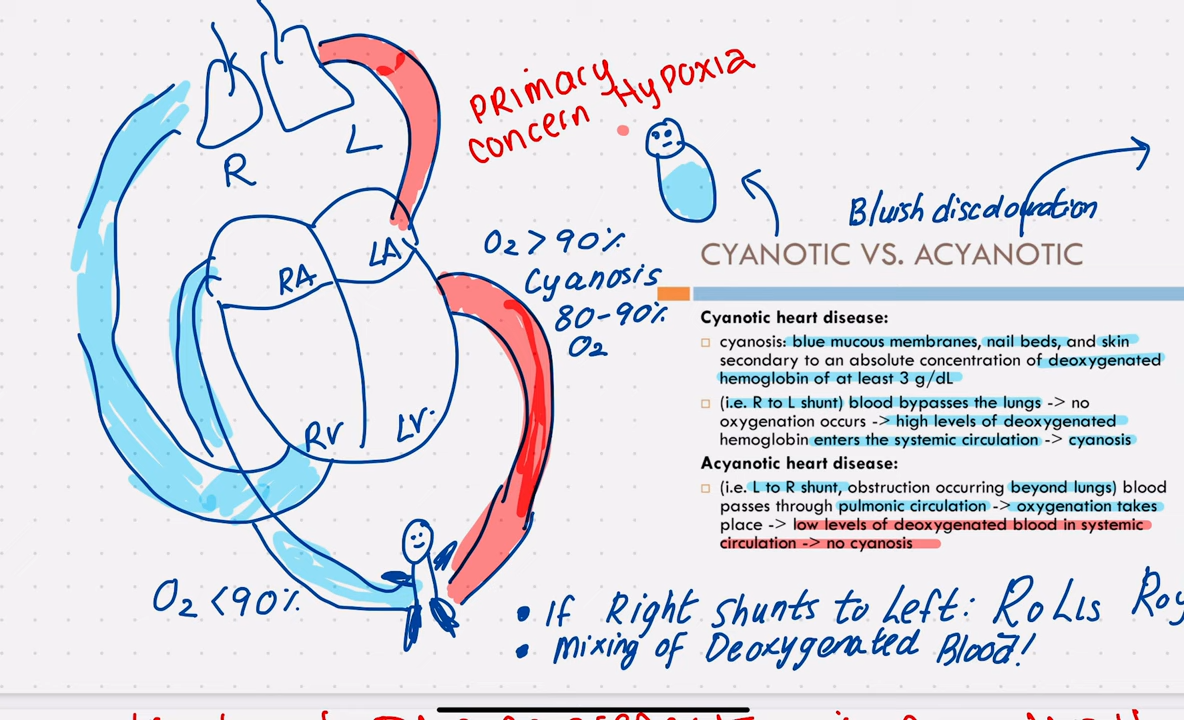 PRIMARY HYPOXIA
CONCERN
R
L
RA
LA
RV
LV
O2 > 90%
Cyanosis
80-90%
O2
O2 < 90%
Bluish discolouration
CYANOTIC VS. ACYANOTIC
Cyanotic heart disease:
cyanosis: blue mucous membranes, nail beds, and skin
secondary to an absolute concentration of deoxygenated
hemoglobin of at least 3 g/dL
(i.e. R to L shunt) blood bypasses the lungs -> no
oxygenation occurs -> high levels of deoxygenated
hemoglobin enters the systemic circulation -> cyanosis
Acyanotic heart disease:
(i.e. L to R shunt, obstruction occurring beyond lungs) blood
passes through pulmonic circulation -> oxygenation takes
place -> low levels of deoxygenated blood in systemic
circulation -> no cyanosis
• If Right shunts to Left: RoLLs Roy
• Mixing of Deoxygenated Blood!